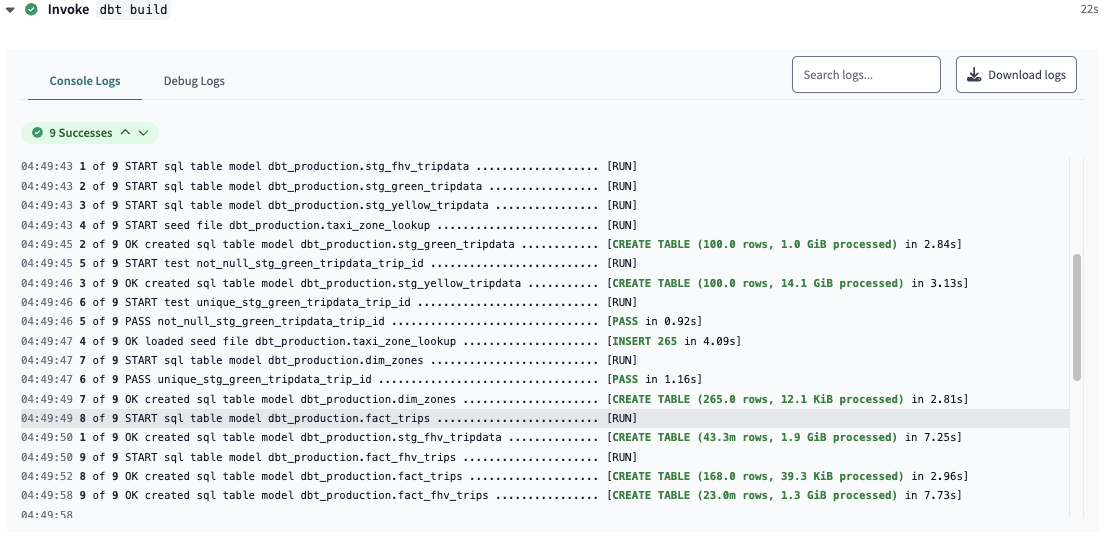 Invoke dbt build 22s
Console Logs Debug Logs Search logs... Download logs
9 Successes
04:49:43 1 of 9 START sql table model dbt_production.stg_fhv_tripdata ................... [RUN]
04:49:43 2 of 9 START sql table model dbt_production.stg_green_tripdata ................. [RUN]
04:49:43 3 of 9 START sql table model dbt_production.stg_yellow_tripdata ................ [RUN]
04:49:43 4 of 9 START seed file dbt_production.taxi_zone_lookup ......................... [RUN]
04:49:45 2 of 9 OK created sql table model dbt_production.stg_green_tripdata ............ [CREATE TABLE (100.0 rows, 1.0 GiB processed) in 2.84s]
04:49:45 5 of 9 START test not_null_stg_green_tripdata_trip_id .......................... [RUN]
04:49:46 3 of 9 OK created sql table model dbt_production.stg_yellow_tripdata ........... [CREATE TABLE (100.0 rows, 14.1 GiB processed) in 3.13s]
04:49:46 6 of 9 START test unique_stg_green_tripdata_trip_id ............................ [RUN]
04:49:46 5 of 9 PASS not_null_stg_green_tripdata_trip_id ................................ [PASS in 0.92s]
04:49:47 4 of 9 OK loaded seed file dbt_production.taxi_zone_lookup ..................... [INSERT 265 in 4.09s]
04:49:47 7 of 9 START sql table model dbt_production.dim_zones .......................... [RUN]
04:49:47 6 of 9 PASS unique_stg_green_tripdata_trip_id .................................. [PASS in 1.16s]
04:49:49 7 of 9 OK created sql table model dbt_production.dim_zones ..................... [CREATE TABLE (265.0 rows, 12.1 KiB processed) in 2.81s]
04:49:49 8 of 9 START sql table model dbt_production.fact_trips ......................... [RUN]
04:49:50 1 of 9 OK created sql table model dbt_production.stg_fhv_tripdata .............. [CREATE TABLE (43.3m rows, 1.9 GiB processed) in 7.25s]
04:49:50 9 of 9 START sql table model dbt_production.fact_fhv_trips ..................... [RUN]
04:49:52 8 of 9 OK created sql table model dbt_production.fact_trips .................... [CREATE TABLE (168.0 rows, 39.3 KiB processed) in 2.96s]
04:49:58 9 of 9 OK created sql table model dbt_production.fact_fhv_trips ................ [CREATE TABLE (23.0m rows, 1.3 GiB processed) in 7.73s]
04:49:58